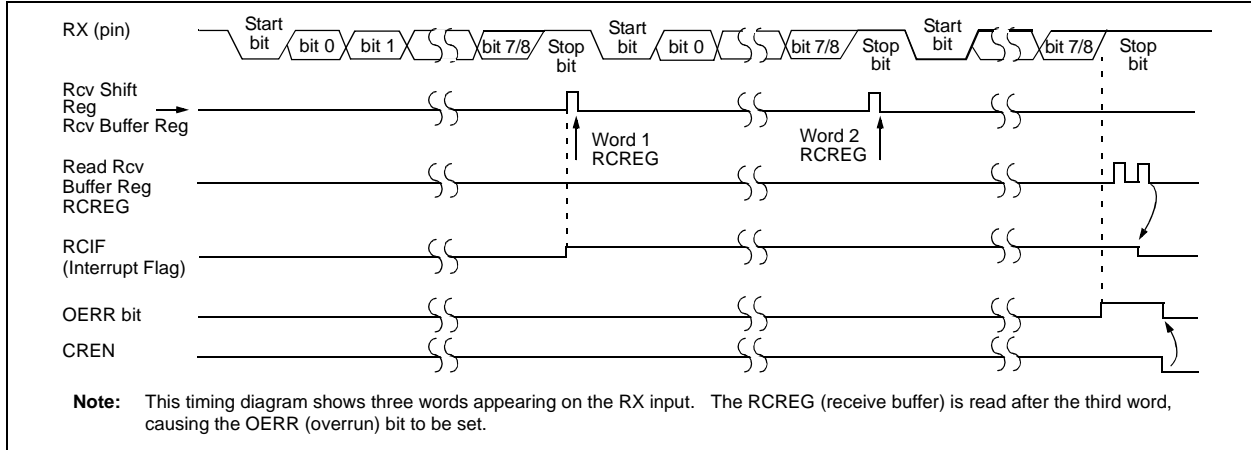 RX (pin)
Start
bit
bit 0
bit 1
bit 7/8
Stop
bit
Start
bit
bit 0
bit 7/8
Stop
bit
Start
bit
bit 7/8
Stop
bit
Rcv Shift
Reg
Rcv Buffer Reg
Word 1
RCREG
Word 2
RCREG
Read Rcv
Buffer Reg
RCREG
RCIF
(Interrupt Flag)
OERR bit
CREN
Note: This timing diagram shows three words appearing on the RX input. The RCREG (receive buffer) is read after the third word,
causing the OERR (overrun) bit to be set.